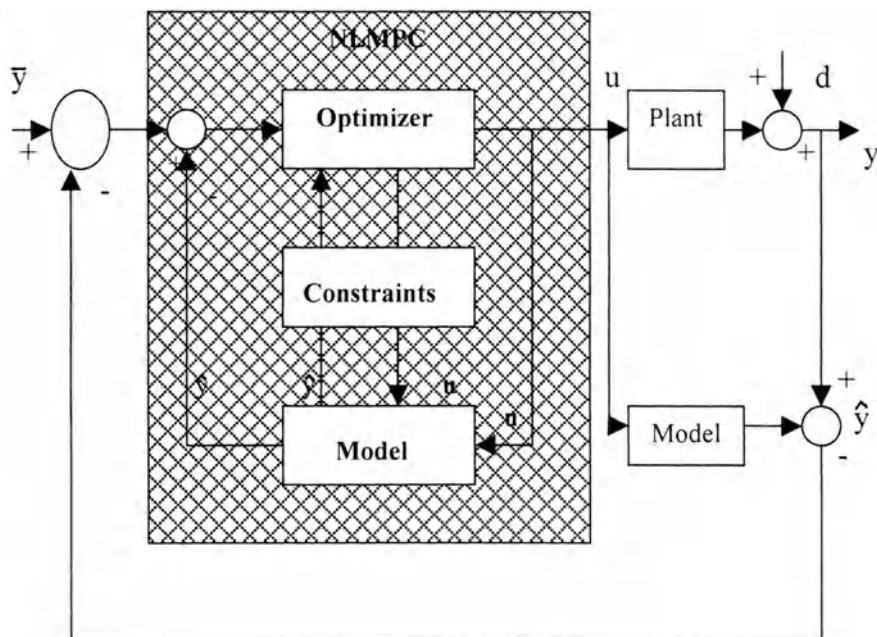 NLMPC
ȳ
u
+
d
Optimizer
Plant
+
+
+
y
-
-
Constraints
ŷ
u
u
+
ŷ
Model
Model
-